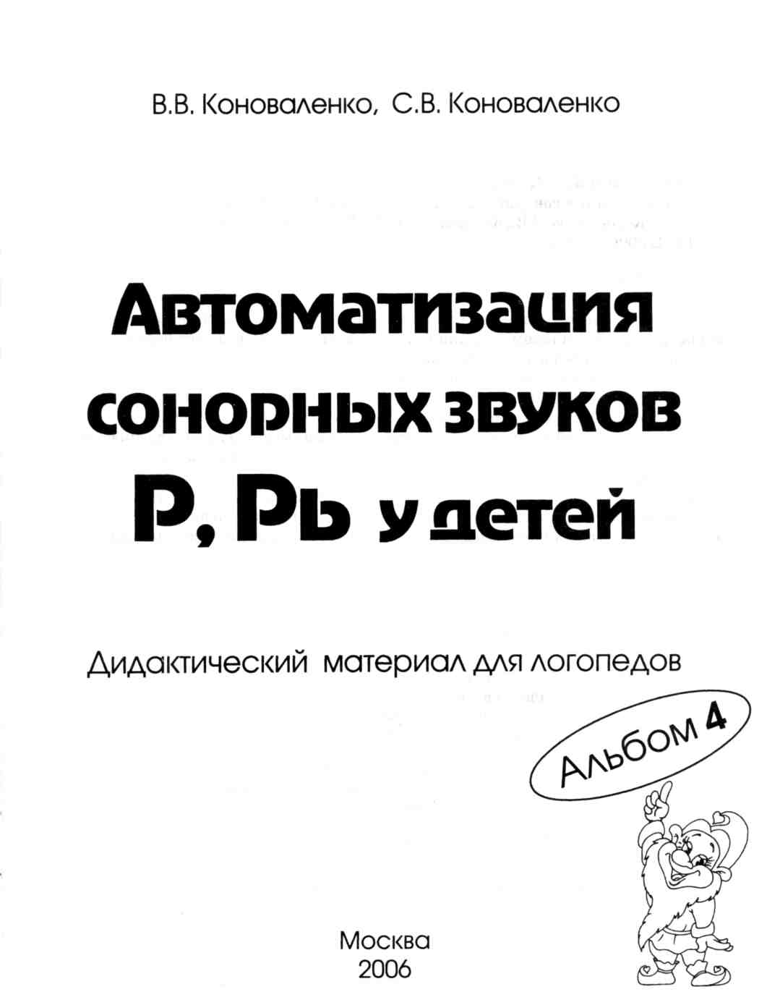 В.В. Коноваленко, С.В. Коноваленко
Автоматизация
сонорных звуков
Р, Рь у детей
Дидактический материал для логопедов
Альбом 4
Москва
2006